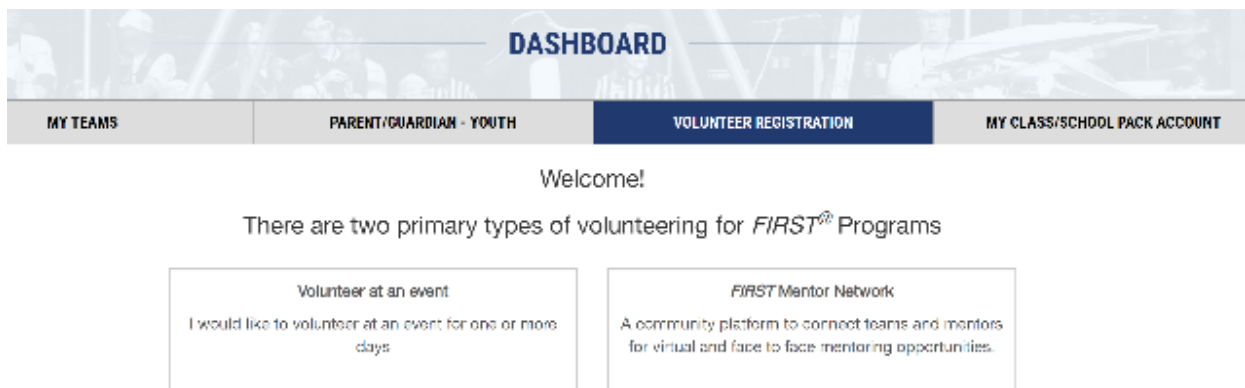 DASHBOARD
MY TEAMS
PARENT/GUARDIAN - YOUTH
VOLUNTEER REGISTRATION
MY CLASS/SCHOOL PACK ACCOUNT
Welcome!
There are two primary types of volunteering for FIRST® Programs
Volunteer at an event
I would like to volunteer at an event for one or more
days
FIRST Mentor Network
A community platform to connect teams and mentors
for virtual and face to face mentoring opportunities.